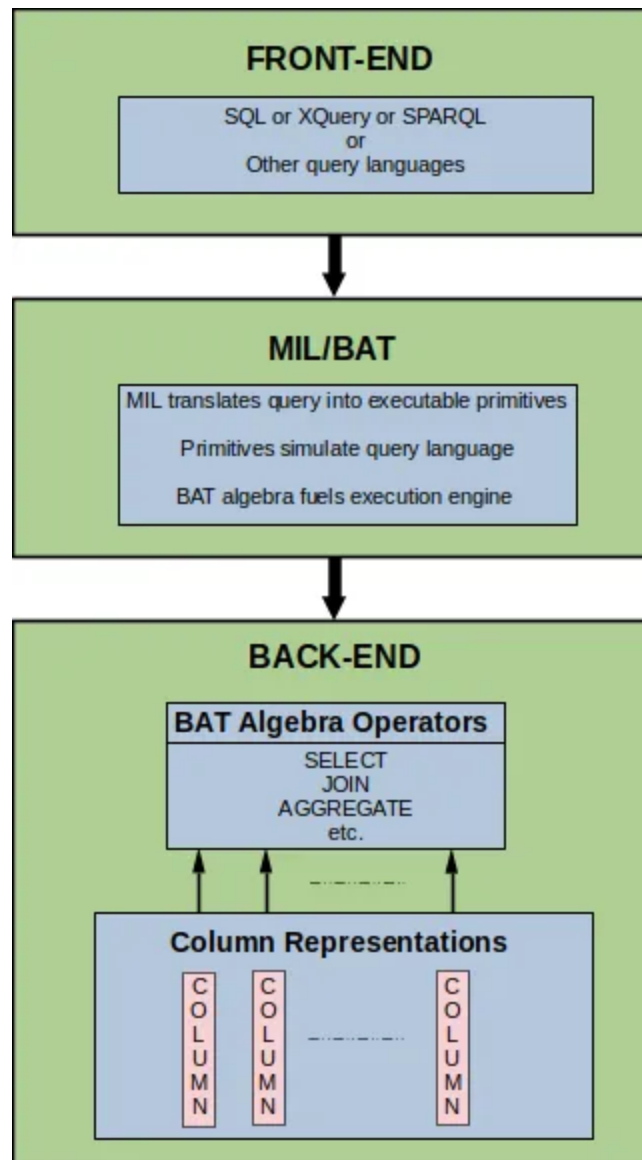 FRONT-END
SQL or XQuery or SPARQL
or
Other query languages
MIL/BAT
MIL translates query into executable primitives
Primitives simulate query language
BAT algebra fuels execution engine
BACK-END
BAT Algebra Operators
SELECT
JOIN
AGGREGATE
etc.
Column Representations
COLUMN
COLUMN
COLUMN